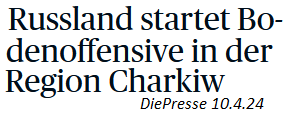 Russland startet Bo-
denoffensive in der
Region Charkiw
DiePresse 10.4.24